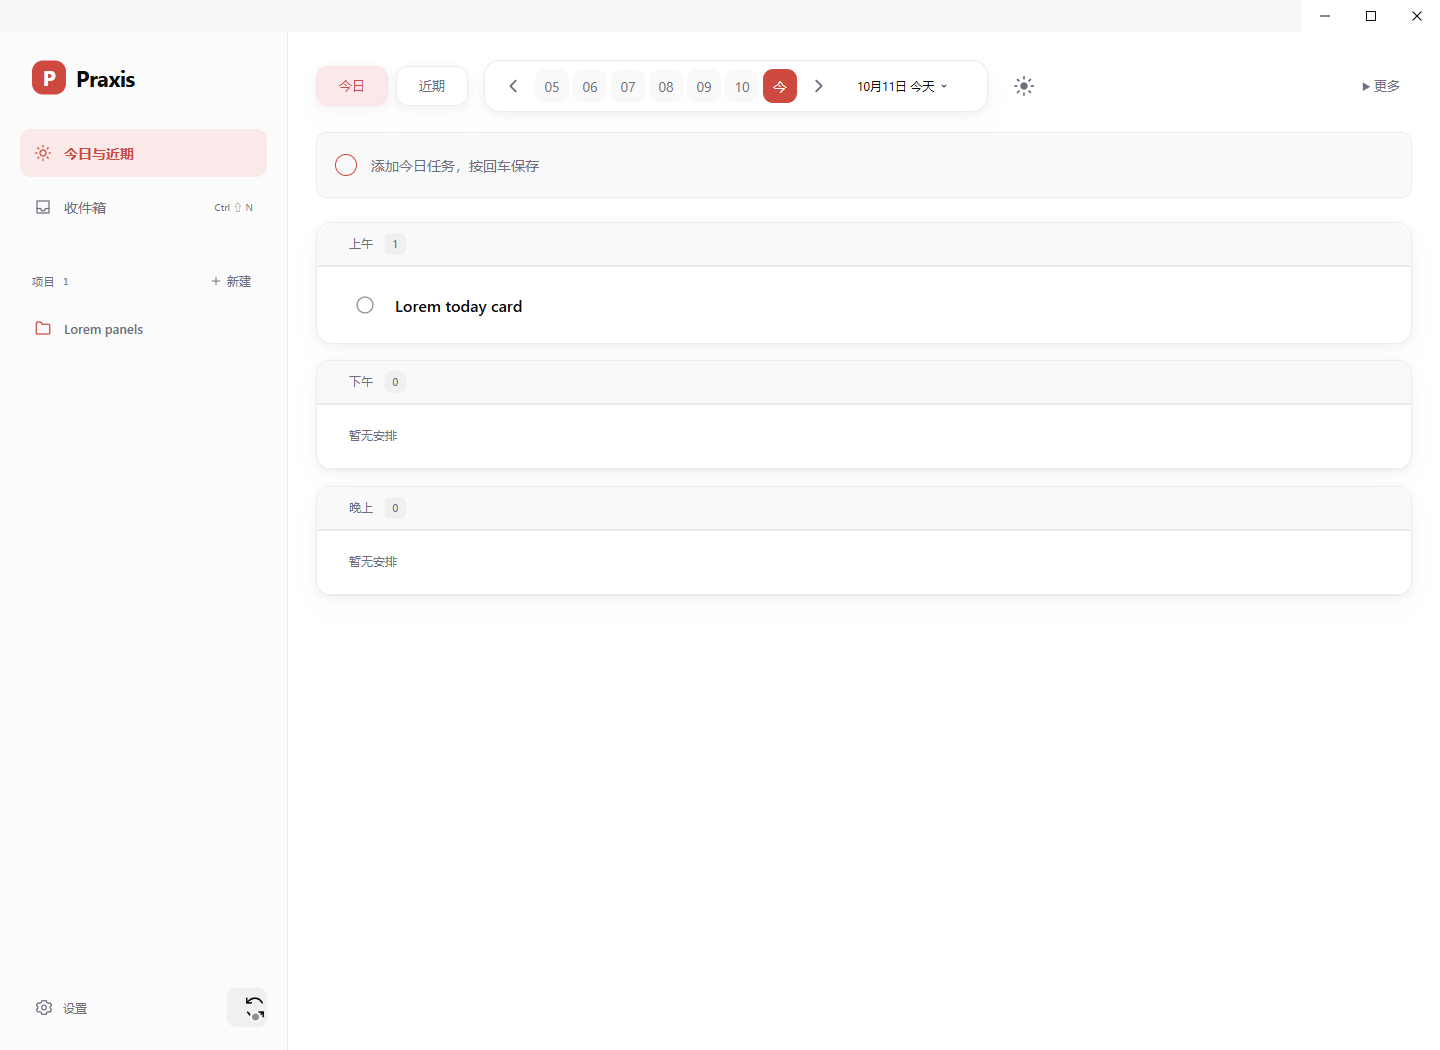 P Praxis
今日与近期
收件箱 Ctrl ⇧ N
项目 1 + 新建
Lorem panels
设置
今日 近期 05 06 07 08 09 10 今 10月11日 今天 更多
添加今日任务，按回车保存
上午 1
Lorem today card
下午 0
暂无安排
晚上 0
暂无安排